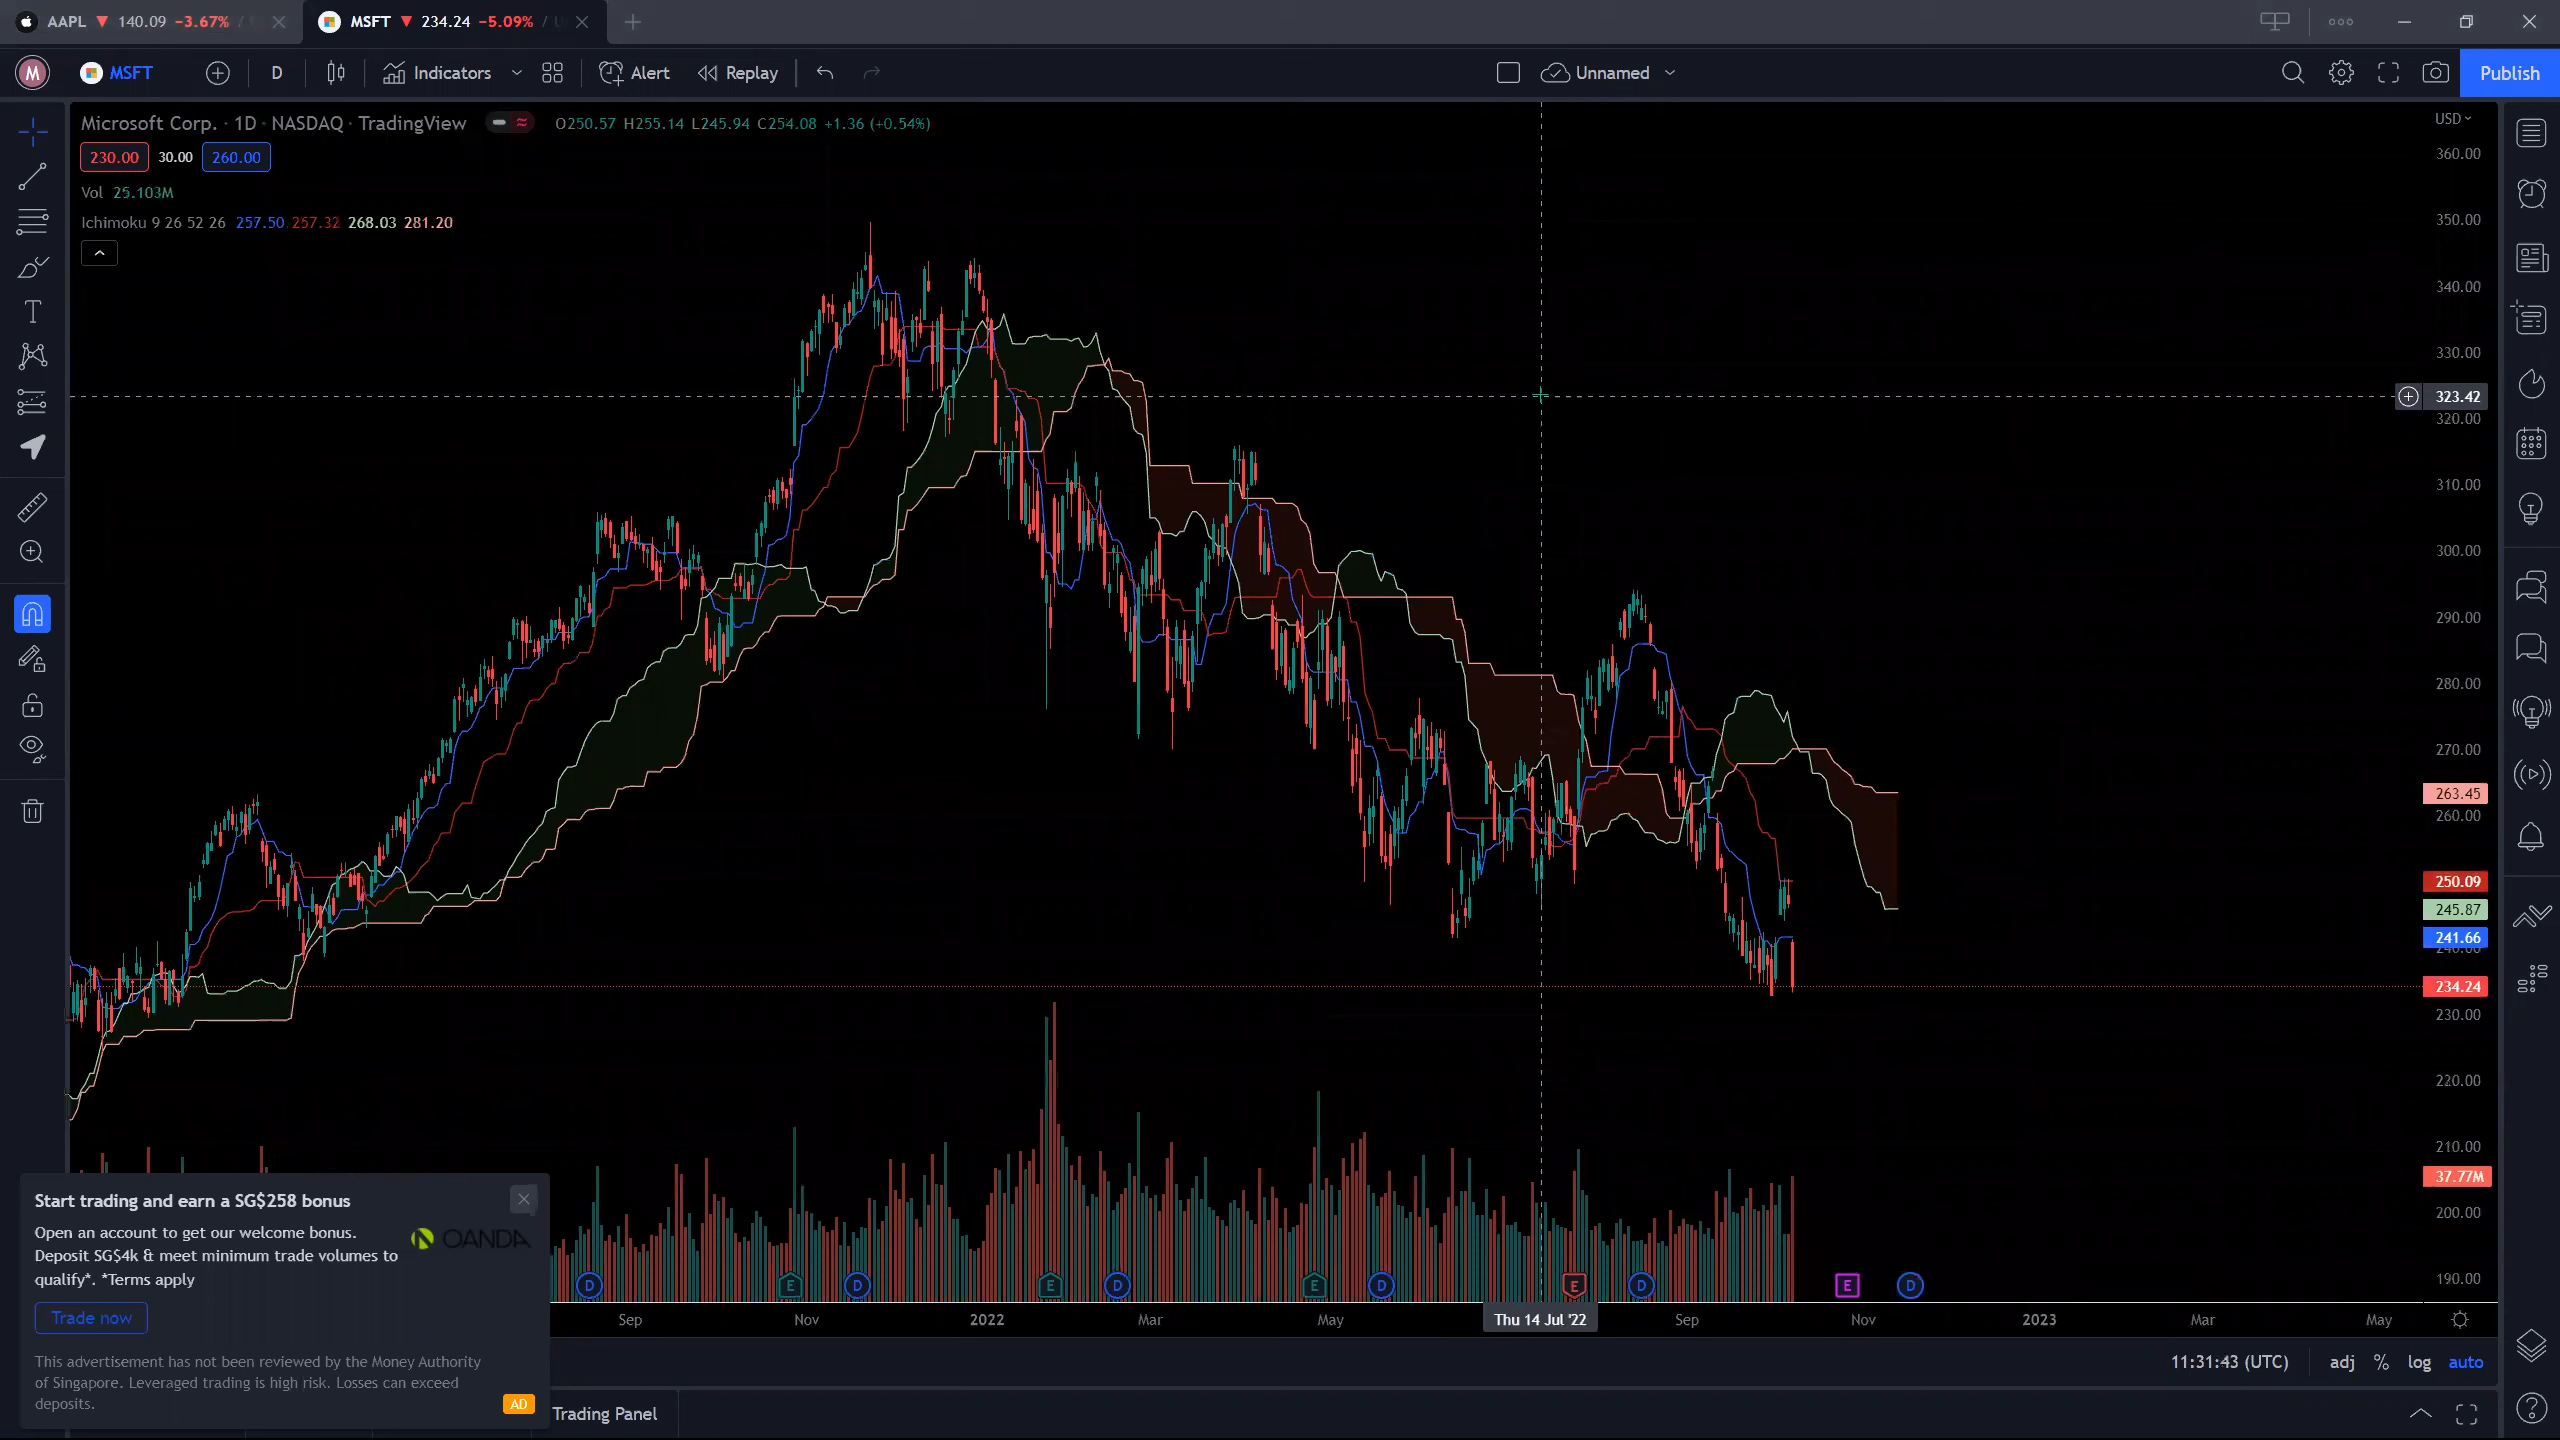 AAPL ▼ 140.09 −3.67% /
MSFT ▼ 234.24 −5.09% / U
M
MSFT
D
Indicators
Alert
Replay
Unnamed
Publish
Microsoft Corp. · 1D · NASDAQ · TradingView
O250.57 H255.14 L245.94 C254.08 +1.36 (+0.54%)
USD
230.00 30.00 260.00
Vol 25.103M
Ichimoku 9 26 52 26 257.50 257.32 268.03 281.20
360.00
350.00
340.00
330.00
323.42
320.00
310.00
300.00
290.00
280.00
270.00
263.45
260.00
250.09
245.87
241.66
234.24
230.00
220.00
210.00
37.77M
200.00
190.00
D E D E D E D E D E D
Sep Nov 2022 Mar May Thu 14 Jul '22 Sep Nov 2023 Mar May
Start trading and earn a SG$258 bonus
Open an account to get our welcome bonus.
Deposit SG$4k & meet minimum trade volumes to
qualify*. *Terms apply
OANDA
Trade now
This advertisement has not been reviewed by the Money Authority
of Singapore. Leveraged trading is high risk. Losses can exceed
deposits.
AD
11:31:43 (UTC) adj % log auto
Trading Panel